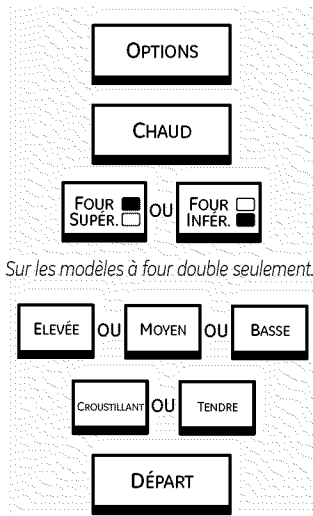 OPTIONS
CHAUD
FOUR SUPÉR. OU FOUR INFÉR.
Sur les modèles à four double seulement.
ELEVÉE OU MOYEN OU BASSE
CROUSTILLANT OU TENDRE
DÉPART